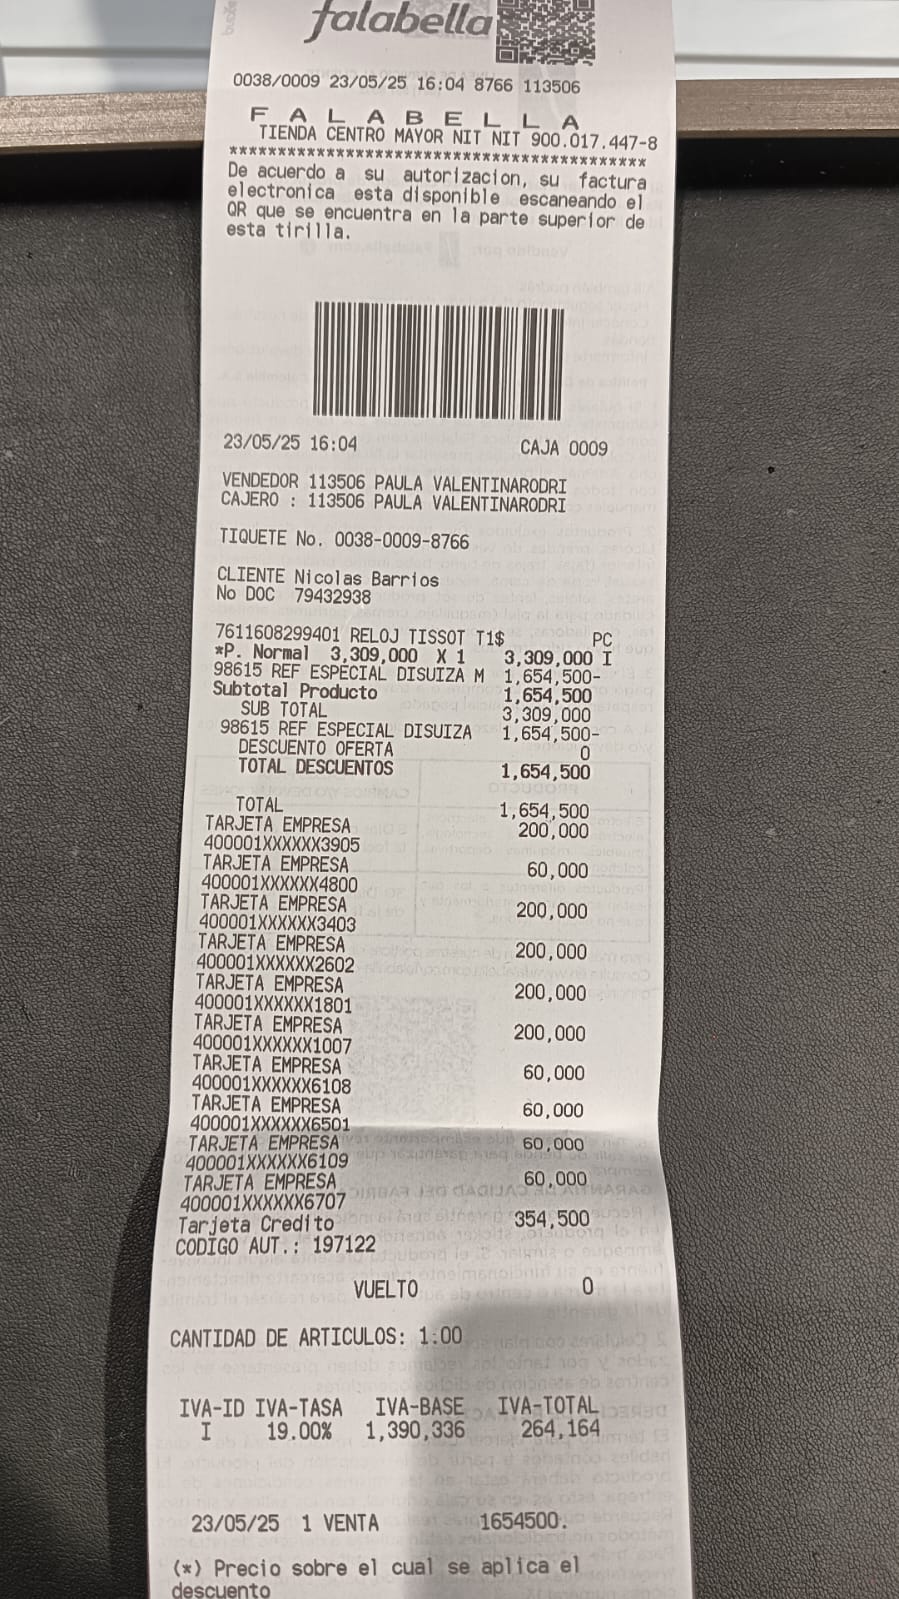 falabella
0038/0009 23/05/25 16:04 8766 113506
F A L A B E L L A
TIENDA CENTRO MAYOR NIT NIT 900.017.447-8
*******************************************
De acuerdo a su autorizacion, su factura
electronica esta disponible escaneando el
QR que se encuentra en la parte superior de
esta tirilla.
23/05/25 16:04 CAJA 0009
VENDEDOR 113506 PAULA VALENTINARODRI
CAJERO : 113506 PAULA VALENTINARODRI
TIQUETE No. 0038-0009-8766
CLIENTE Nicolas Barrios
No DOC 79432938
7611608299401 RELOJ TISSOT T1$ PC
*P. Normal 3,309,000 X 1 3,309,000 I
98615 REF ESPECIAL DISUIZA M 1,654,500-
Subtotal Producto 1,654,500
SUB TOTAL 3,309,000
98615 REF ESPECIAL DISUIZA 1,654,500-
DESCUENTO OFERTA 0
TOTAL DESCUENTOS 1,654,500
TOTAL 1,654,500
TARJETA EMPRESA 200,000
400001XXXXXX3905
TARJETA EMPRESA 60,000
400001XXXXXX4800
TARJETA EMPRESA 200,000
400001XXXXXX3403
TARJETA EMPRESA 200,000
400001XXXXXX2602
TARJETA EMPRESA 200,000
400001XXXXXX1801
TARJETA EMPRESA 200,000
400001XXXXXX1007
TARJETA EMPRESA 60,000
400001XXXXXX6108
TARJETA EMPRESA 60,000
400001XXXXXX6501
TARJETA EMPRESA 60,000
400001XXXXXX6109
TARJETA EMPRESA 60,000
400001XXXXXX6707
Tarjeta Credito 354,500
CODIGO AUT.: 197122
VUELTO 0
CANTIDAD DE ARTICULOS: 1.00
IVA-ID IVA-TASA IVA-BASE IVA-TOTAL
I 19.00% 1,390,336 264,164
23/05/25 1 VENTA 1654500.
(*) Precio sobre el cual se aplica el
descuento